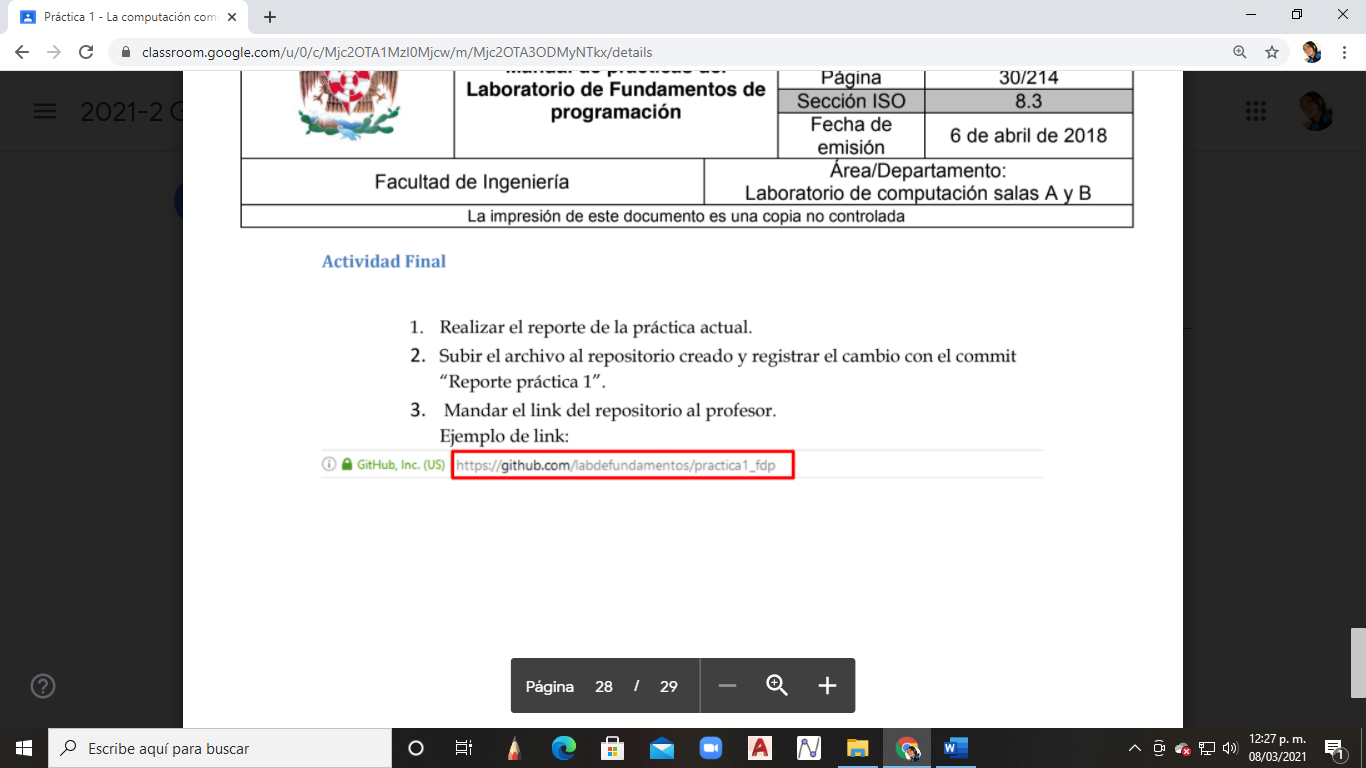 Práctica 1 - La computación com
classroom.google.com/u/0/c/Mjc2OTA1MzI0Mjcw/m/Mjc2OTA3ODMyNTkx/details
2021-2 G
Manual de prácticas del
Laboratorio de Fundamentos de
programación
Página 30/214
Sección ISO 8.3
Fecha de
emisión 6 de abril de 2018
Facultad de Ingeniería
Área/Departamento:
Laboratorio de computación salas A y B
La impresión de este documento es una copia no controlada
Actividad Final
1. Realizar el reporte de la práctica actual.
2. Subir el archivo al repositorio creado y registrar el cambio con el commit
“Reporte práctica 1”.
3. Mandar el link del repositorio al profesor.
Ejemplo de link:
GitHub, Inc. (US) https://github.com/labdefundamentos/practica1_fdp
Página 28 / 29
Escribe aquí para buscar
12:27 p. m.
08/03/2021
1